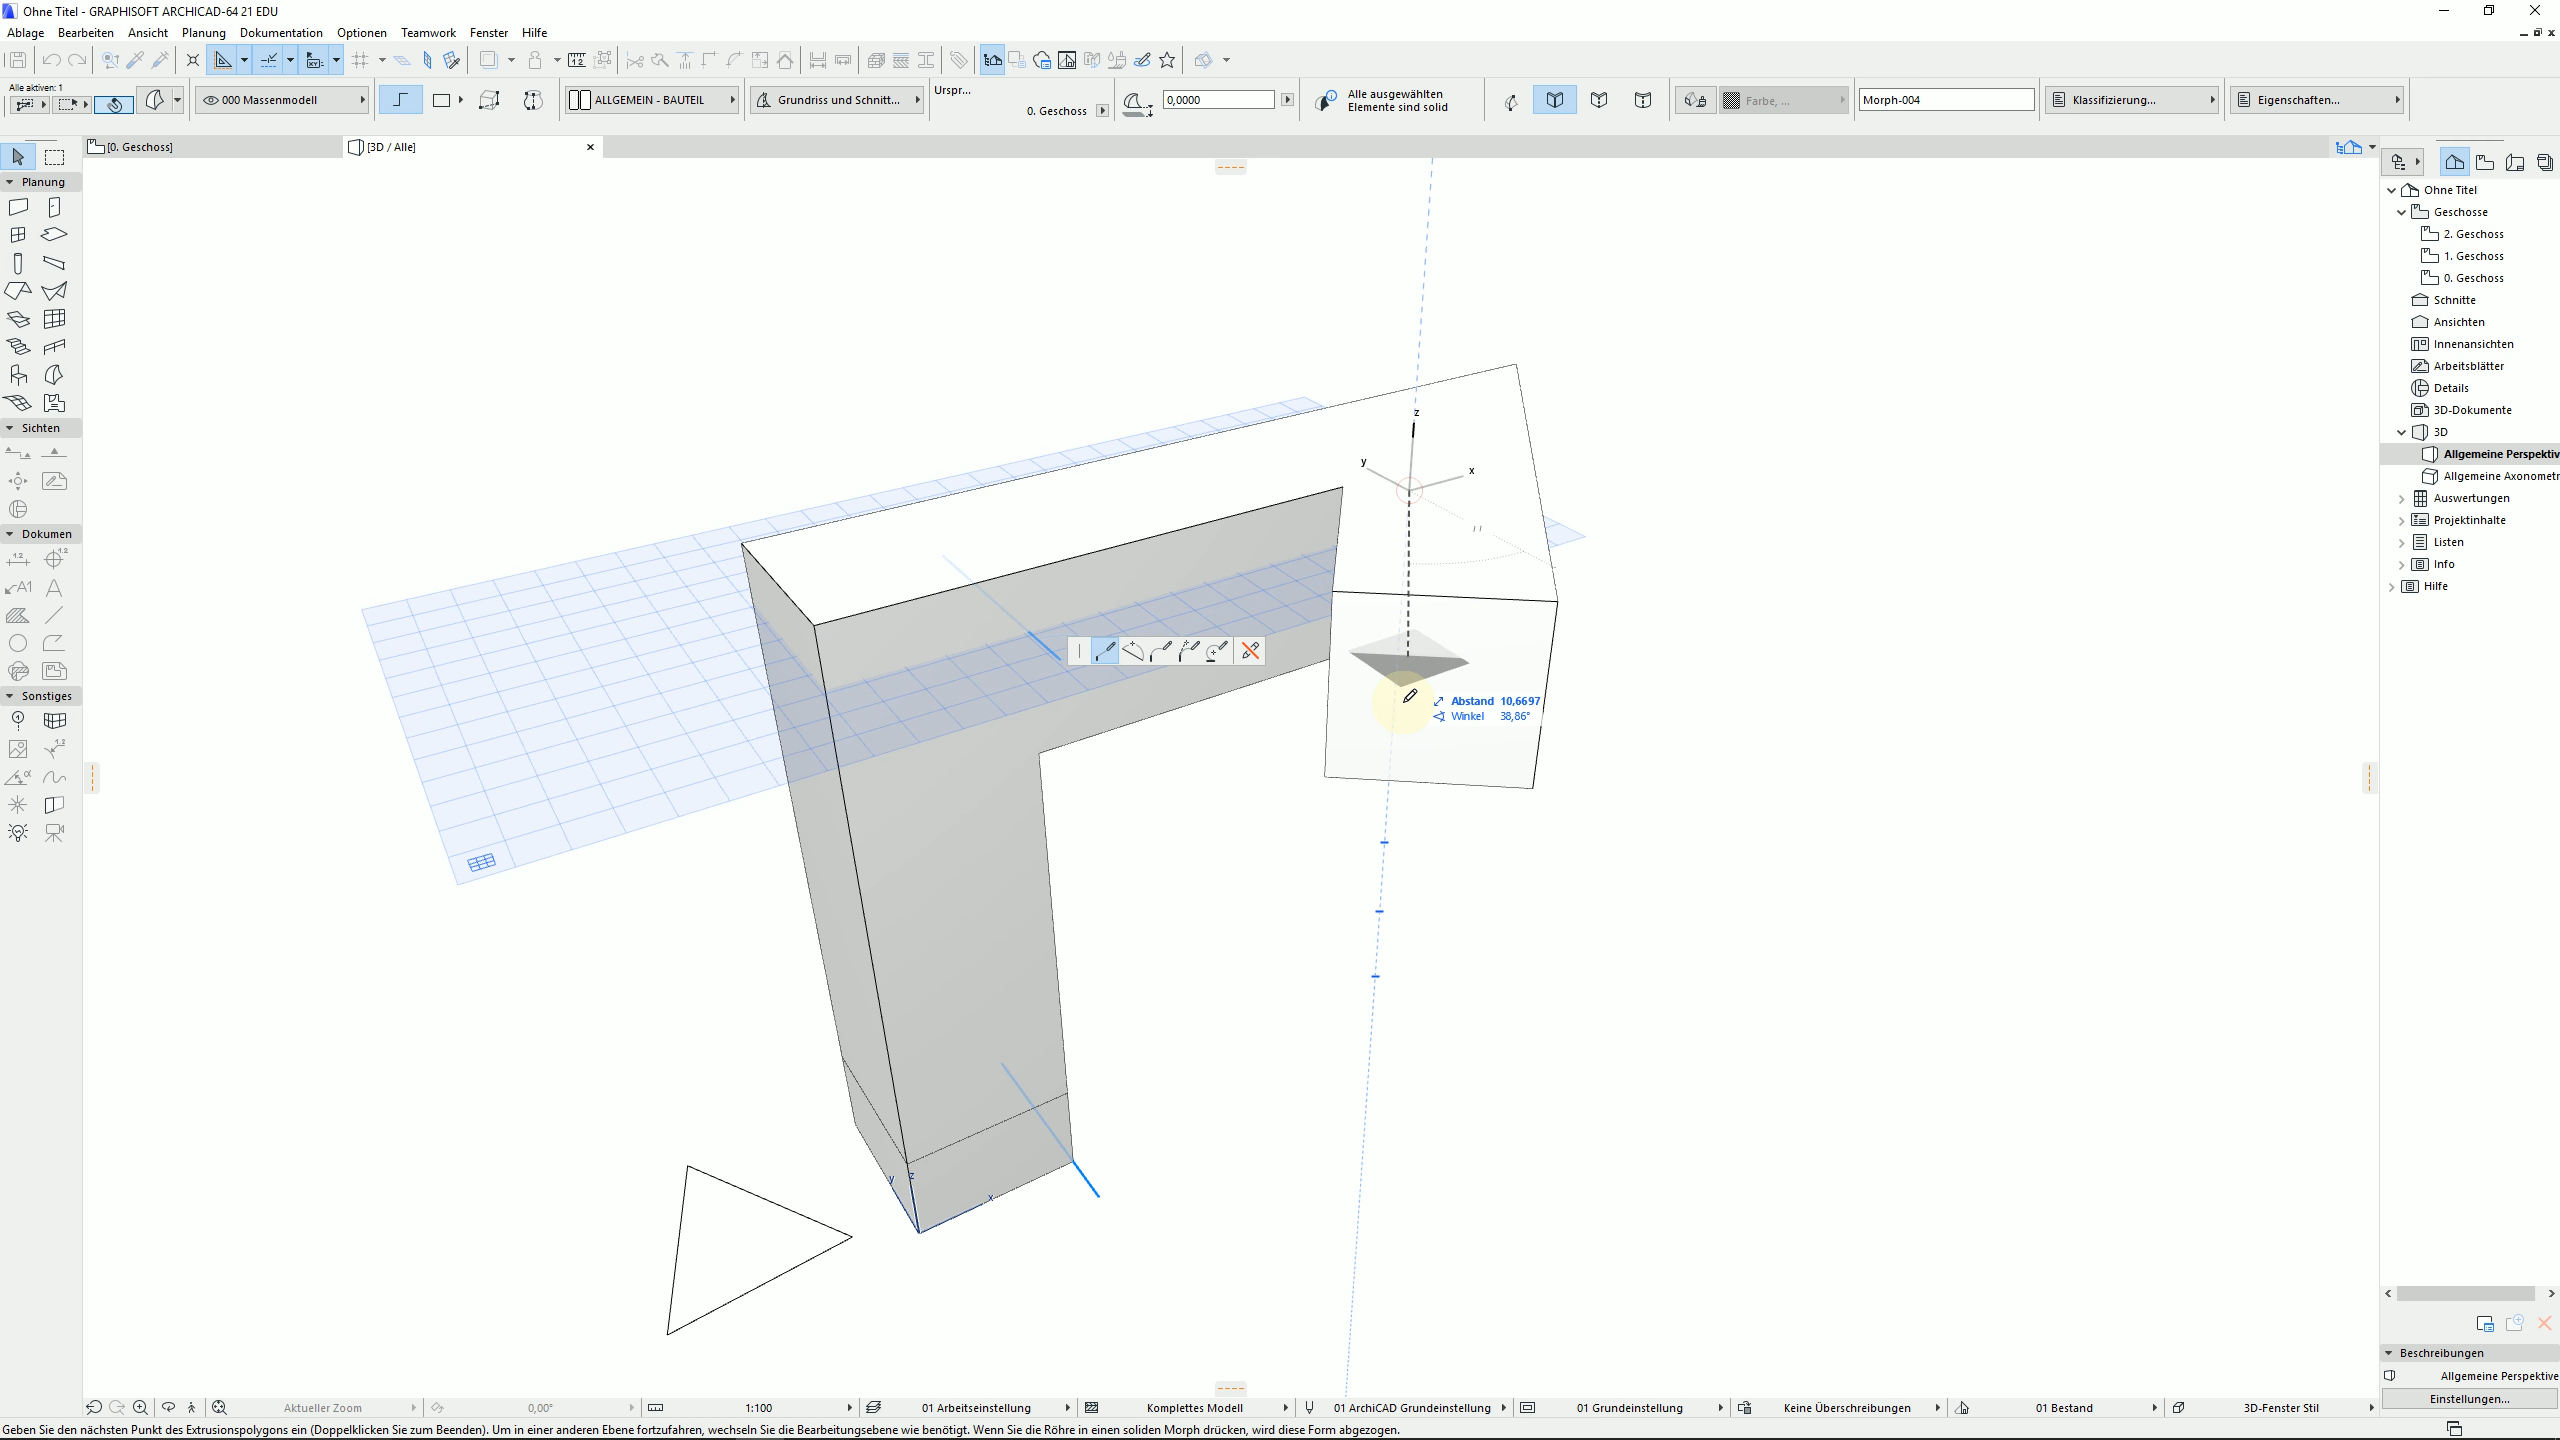 Ohne Titel - GRAPHISOFT ARCHICAD-64 21 EDU
Ablage Bearbeiten Ansicht Planung Dokumentation Optionen Teamwork Fenster Hilfe
Alle aktiven: 1
000 Massenmodell
ALLGEMEIN - BAUTEIL
Grundriss und Schnitt...
Urspr...
0. Geschoss
0,0000
Alle ausgewählten
Elemente sind solid
Farbe, ...
Morph-004
Klassifizierung...
Eigenschaften...
[0. Geschoss]
[3D / Alle]
Planung
Sichten
Dokumen
Sonstiges
z
y
x
Abstand 10,6697
Winkel 38,86°
y
z
x
Ohne Titel
Geschosse
2. Geschoss
1. Geschoss
0. Geschoss
Schnitte
Ansichten
Innenansichten
Arbeitsblätter
Details
3D-Dokumente
3D
Allgemeine Perspektiv
Allgemeine Axonometr
Auswertungen
Projektinhalte
Listen
Info
Hilfe
Beschreibungen
Allgemeine Perspektive
Einstellungen...
Aktueller Zoom
0,00°
1:100
01 Arbeitseinstellung
Komplettes Modell
01 ArchiCAD Grundeinstellung
01 Grundeinstellung
Keine Überschreibungen
01 Bestand
3D-Fenster Stil
Geben Sie den nächsten Punkt des Extrusionspolygons ein (Doppelklicken Sie zum Beenden). Um in einer anderen Ebene fortzufahren, wechseln Sie die Bearbeitungsebene wie benötigt. Wenn Sie die Röhre in einen soliden Morph drücken, wird diese Form abgezogen.